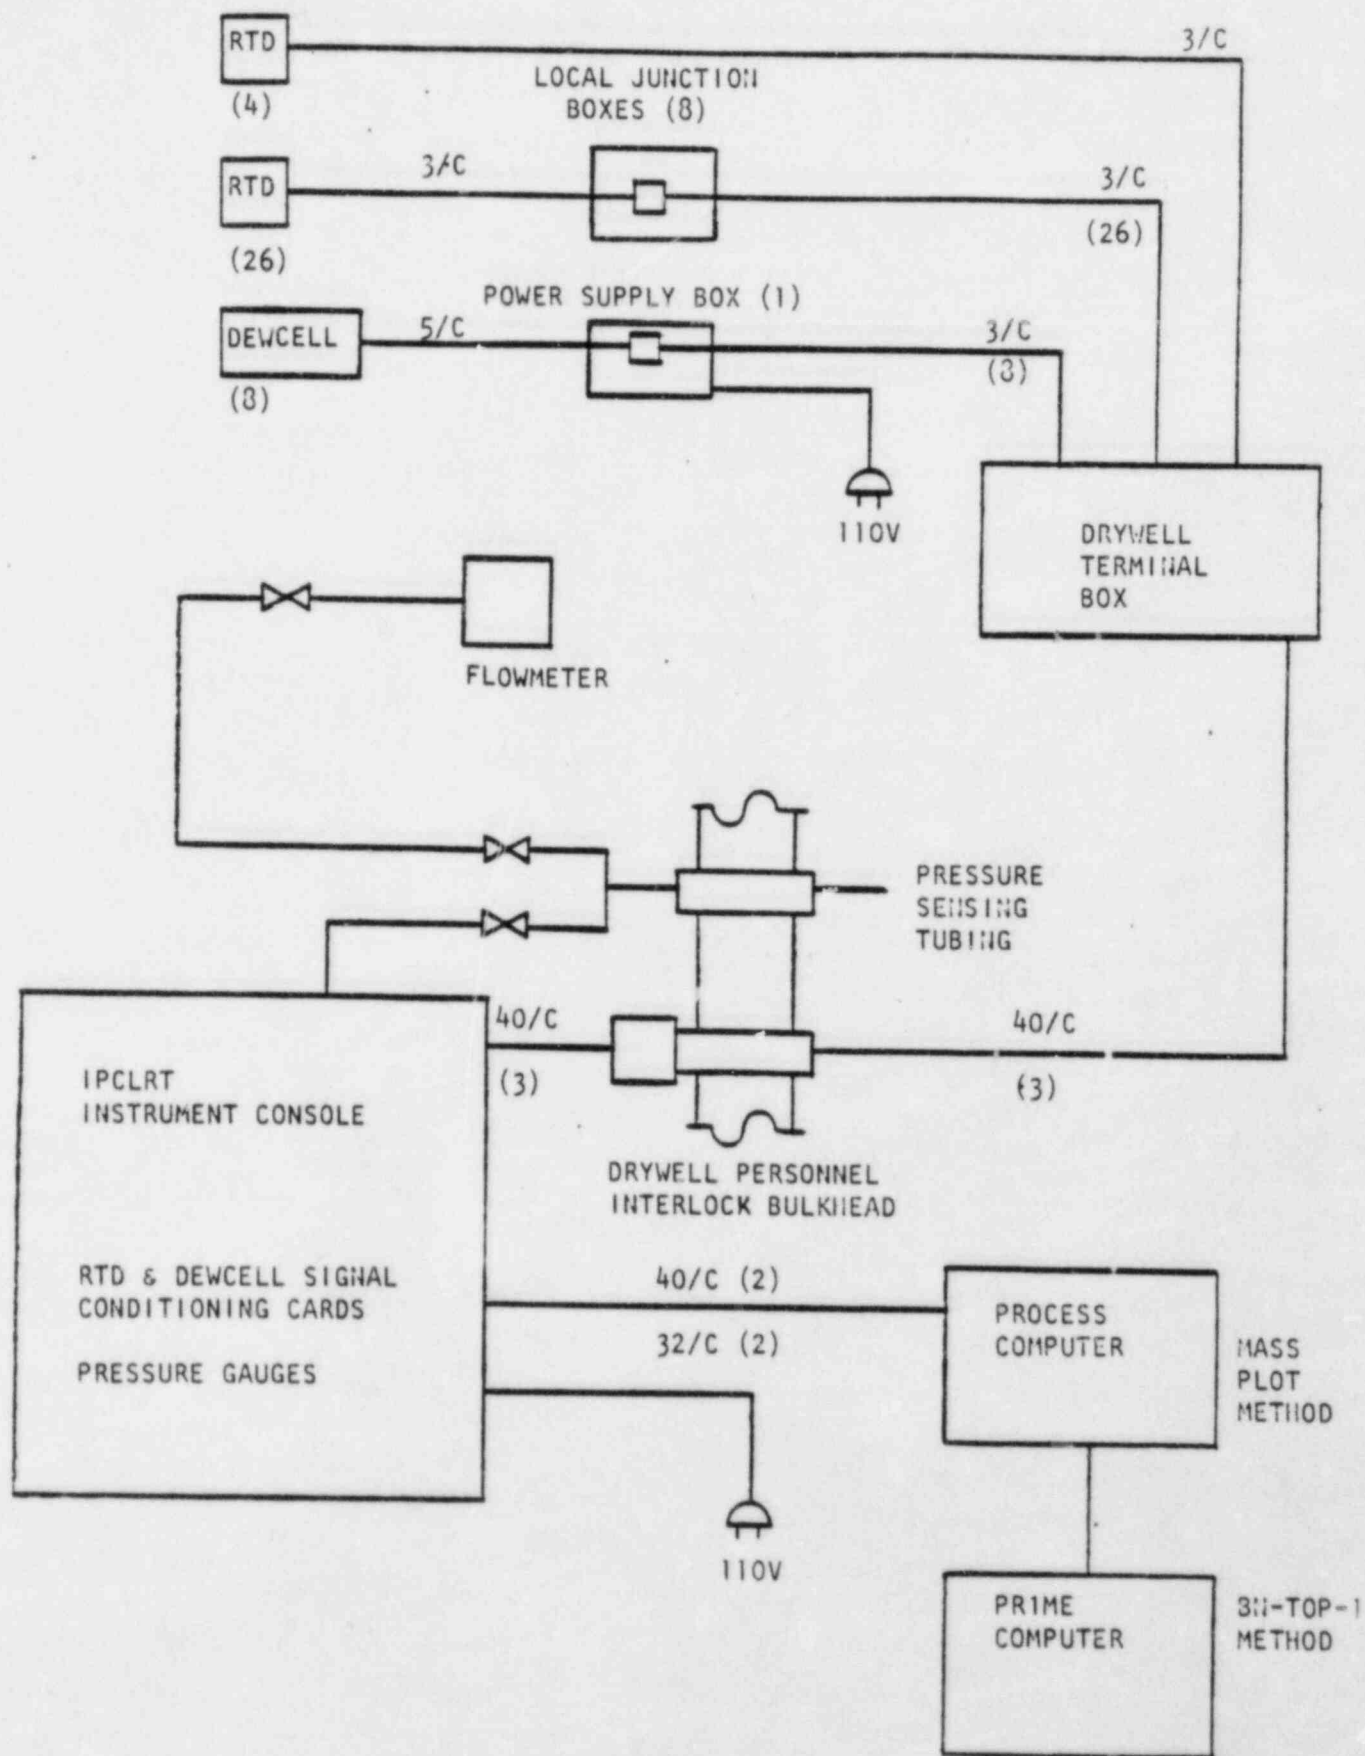 RTD
3/C
(4)
LOCAL JUNCTION
BOXES (8)
RTD
3/C
3/C
(26)
(26)
POWER SUPPLY BOX (1)
DEWCELL
5/C
3/C
(8)
(8)
110V
DRYWELL
TERMINAL
BOX
FLOWMETER
PRESSURE
SENSING
TUBING
40/C
(3)
40/C
(3)
IPCLRT
INSTRUMENT CONSOLE
DRYWELL PERSONNEL
INTERLOCK BULKHEAD
RTD & DEWCELL SIGNAL
CONDITIONING CARDS
PRESSURE GAUGES
40/C (2)
32/C (2)
PROCESS
COMPUTER
MASS
PLOT
METHOD
110V
PRIME
COMPUTER
BN-TOP-1
METHOD